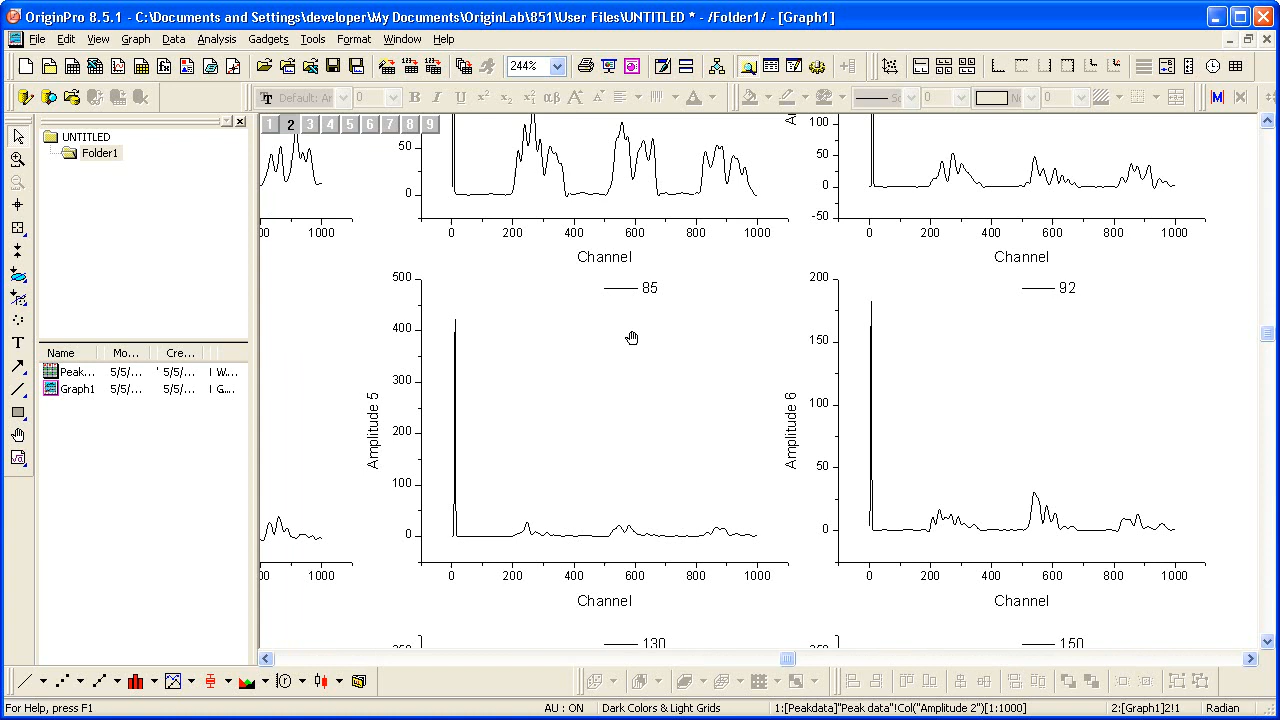 OriginPro 8.5.1 - C:\Documents and Settings\developer\My Documents\OriginLab\851\User Files\UNTITLED * - /Folder1/ - [Graph1]
File Edit View Graph Data Analysis Gadgets Tools Format Window Help
244%
Default: Ar 0 B I U x² x₂ αβ A A A 0 0 M
1 2 3 4 5 6 7 8 9
UNTITLED
Folder1
Name Mo... Cre...
Peak... 5/5/... 5/5/... W...
Graph1 5/5/... 5/5/... G...
1000
50
0
0 200 400 600 800 1000
Channel
100
50
0
-50
0 200 400 600 800 1000
Channel
1000
85
500
400
300
200
100
0
Amplitude 5
0 200 400 600 800 1000
Channel
92
200
150
100
50
0
Amplitude 6
0 200 400 600 800 1000
Channel
130
150
For Help, press F1 AU : ON Dark Colors & Light Grids 1:[Peakdata]"Peak data"!Col("Amplitude 2")[1:1000] 2:[Graph1]2!1 Radian